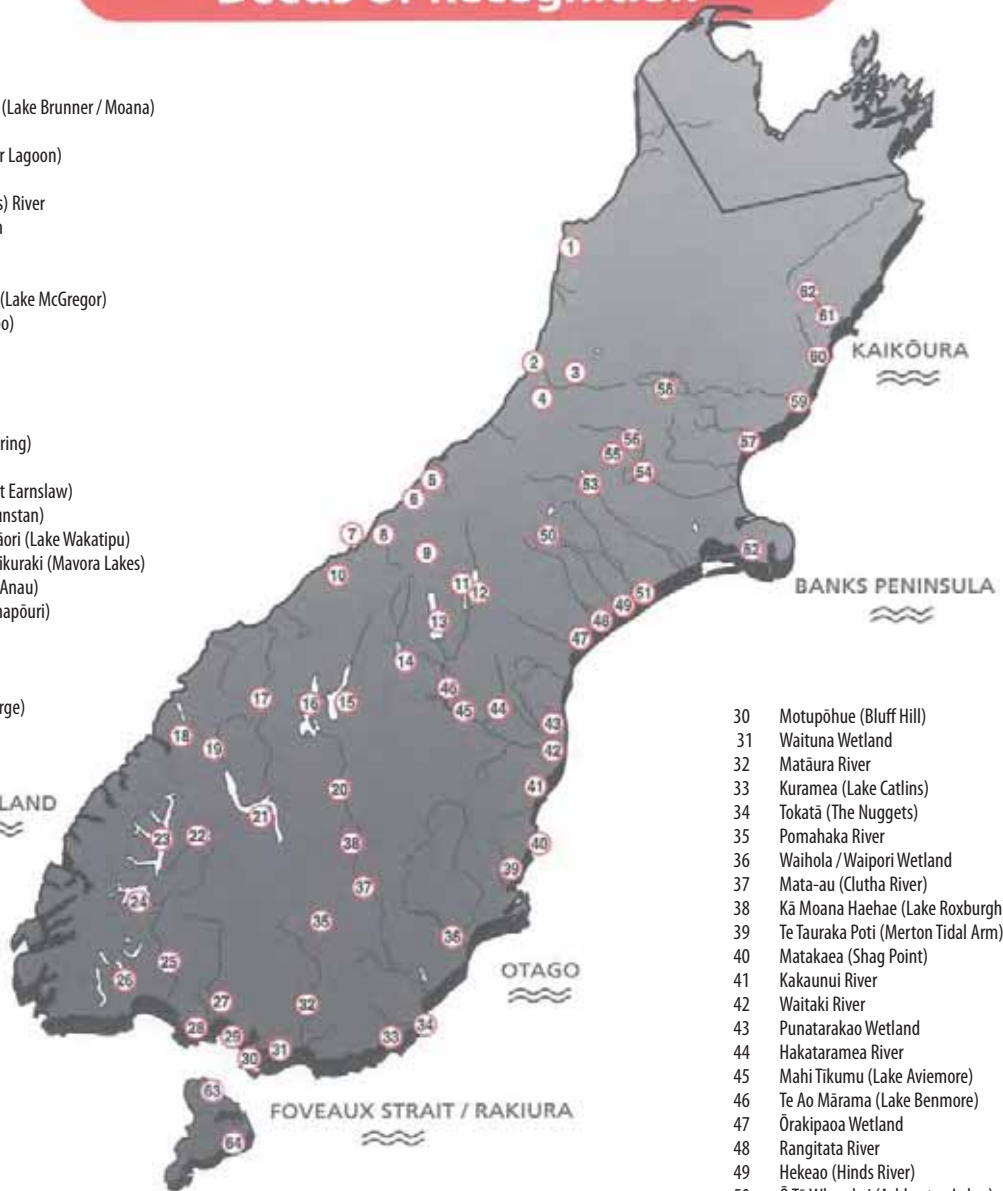 (Lake Brunner / Moana)
r Lagoon)
s) River
n
(Lake McGregor)
oo)
ring)
t Earnslaw)
unstan)
āori (Lake Wakatipu)
ikuraki (Mavora Lakes)
Anau)
napōuri)
rge)
LAND
1
2
3
4
5
6
7
8
9
10
11
12
13
14
15
16
17
18
19
20
21
22
23
24
25
26
27
28
29
30
31
32
33
34
35
36
37
38
39
40
41
42
43
44
45
46
47
48
49
50
51
52
53
54
55
56
57
58
59
60
61
62
63
64
KAIKŌURA
BANKS PENINSULA
OTAGO
FOVEAUX STRAIT / RAKIURA
30 Motupōhue (Bluff Hill)
31 Waituna Wetland
32 Matāura River
33 Kuramea (Lake Catlins)
34 Tokatā (The Nuggets)
35 Pomahaka River
36 Waihola / Waipori Wetland
37 Mata-au (Clutha River)
38 Kā Moana Haehae (Lake Roxburgh
39 Te Tauraka Poti (Merton Tidal Arm)
40 Matakaea (Shag Point)
41 Kakaunui River
42 Waitaki River
43 Punatarakao Wetland
44 Hakataramea River
45 Mahi Tīkumu (Lake Aviemore)
46 Te Ao Mārama (Lake Benmore)
47 Ōrakipaoa Wetland
48 Rangitata River
49 Hekeao (Hinds River)